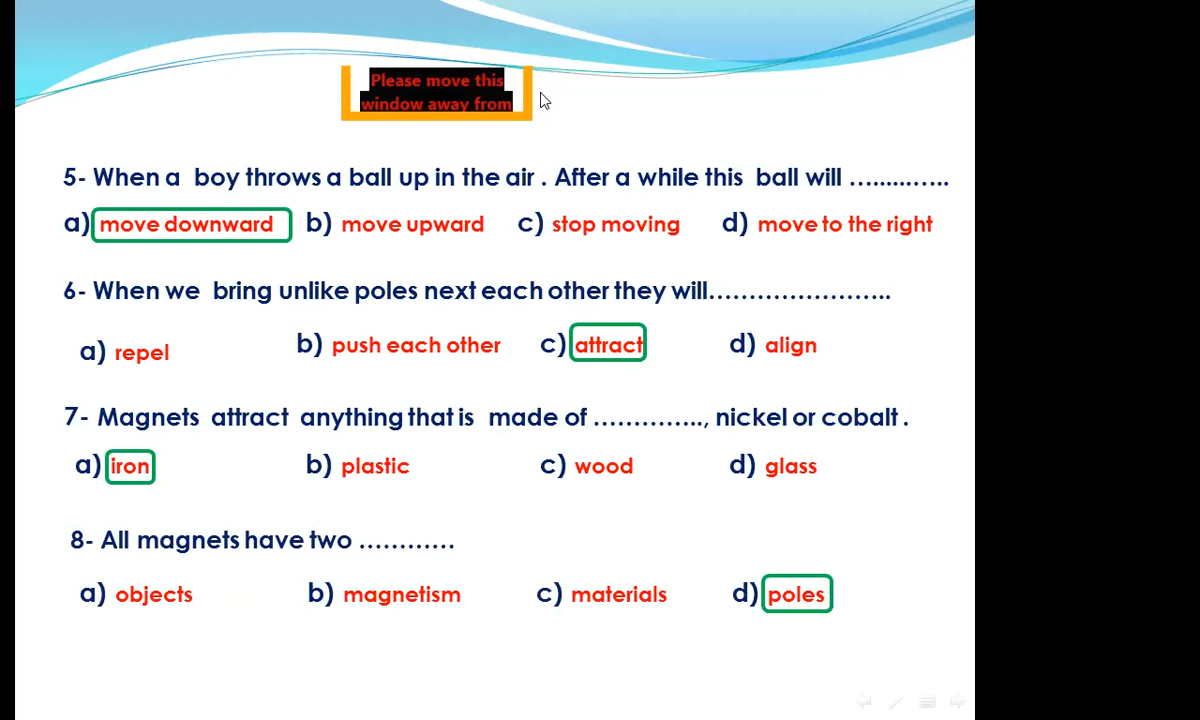 Please move this
window away from
5- When a boy throws a ball up in the air . After a while this ball will ….......…..
a) move downward b) move upward c) stop moving d) move to the right
6- When we bring unlike poles next each other they will…………………..
a) repel b) push each other c) attract d) align
7- Magnets attract anything that is made of ………….., nickel or cobalt .
a) iron b) plastic c) wood d) glass
8- All magnets have two …………
a) objects b) magnetism c) materials d) poles